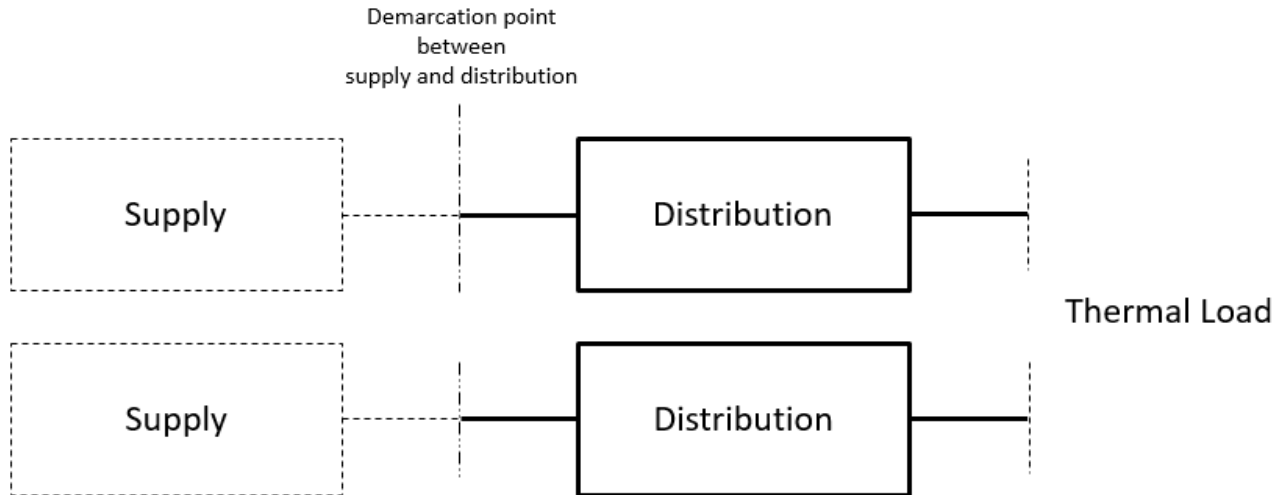 Demarcation point
between
supply and distribution
Supply
Distribution
Thermal Load
Supply
Distribution